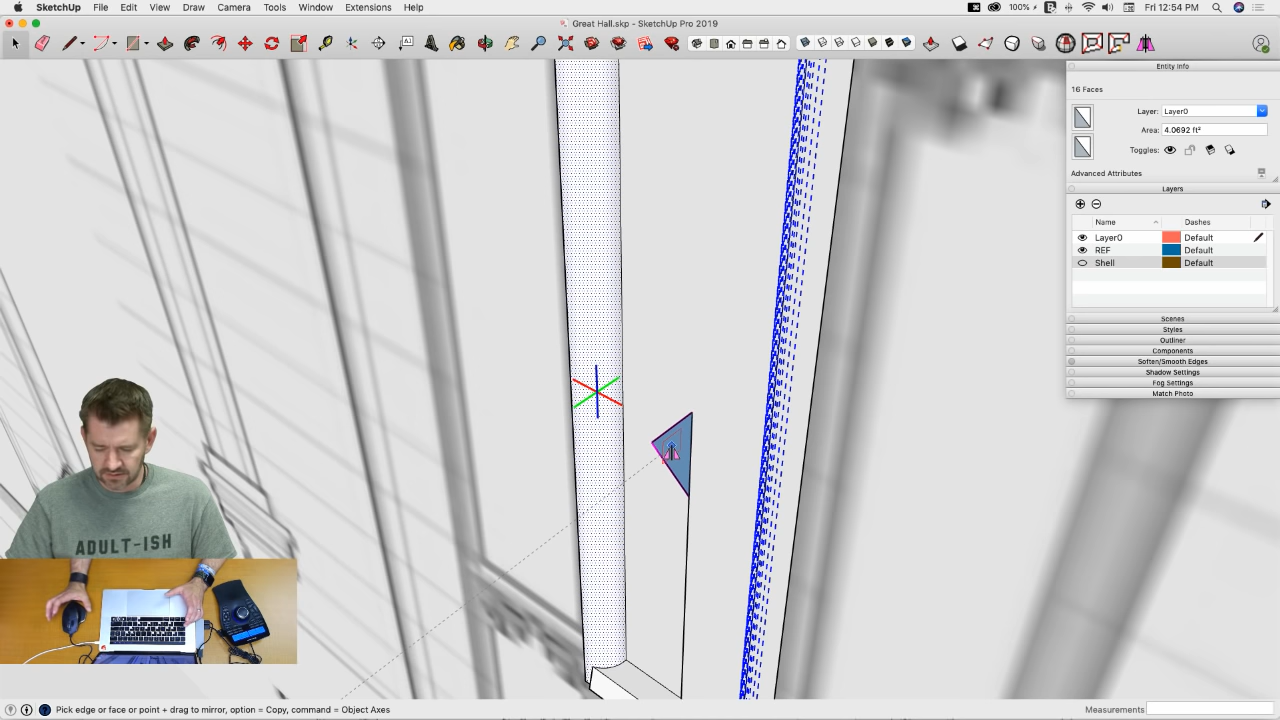 SketchUp File Edit View Draw Camera Tools Window Extensions Help
100% Fri 12:54 PM
Great Hall.skp - SketchUp Pro 2019
Entity Info
16 Faces
Layer: Layer0
Area: 4.0692 ft²
Toggles:
Advanced Attributes
Layers
Name Dashes
Layer0 Default
REF Default
Shell Default
Scenes
Styles
Outliner
Components
Soften/Smooth Edges
Shadow Settings
Fog Settings
Match Photo
ADULT-ISH
Pick edge or face or point + drag to mirror, option = Copy, command = Object Axes
Measurements